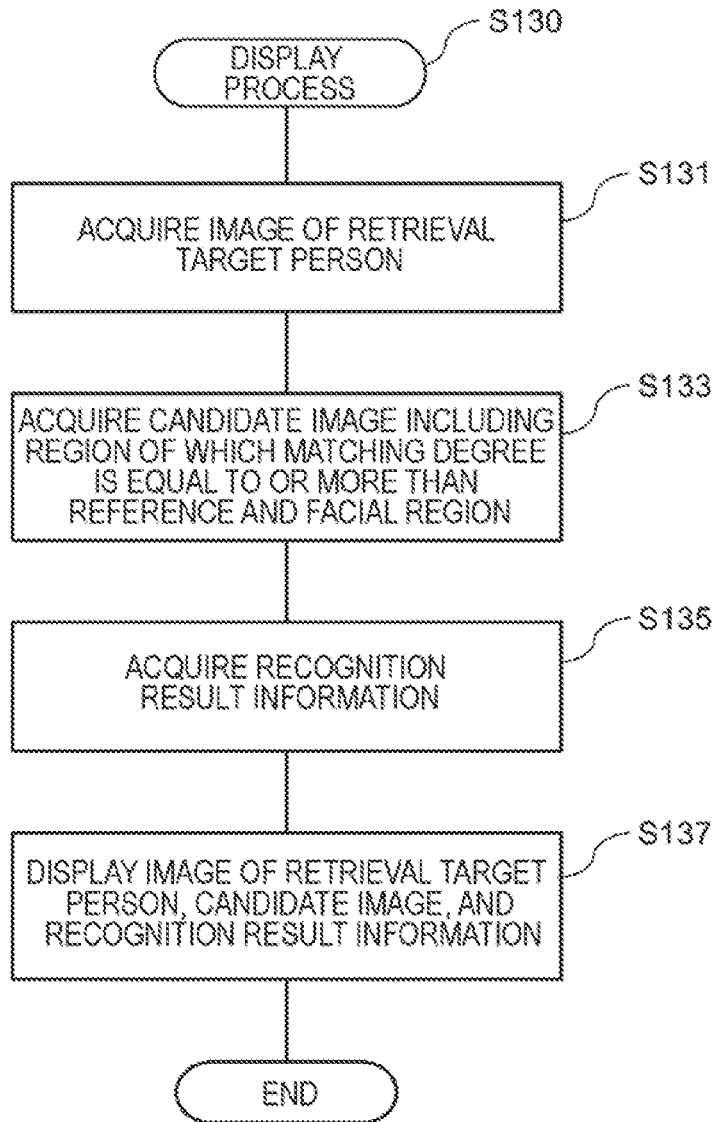 S130
DISPLAY
PROCESS
S131
ACQUIRE IMAGE OF RETRIEVAL
TARGET PERSON
S133
ACQUIRE CANDIDATE IMAGE INCLUDING
REGION OF WHICH MATCHING DEGREE
IS EQUAL TO OR MORE THAN
REFERENCE AND FACIAL REGION
S135
ACQUIRE RECOGNITION
RESULT INFORMATION
S137
DISPLAY IMAGE OF RETRIEVAL TARGET
PERSON, CANDIDATE IMAGE, AND
RECOGNITION RESULT INFORMATION
END